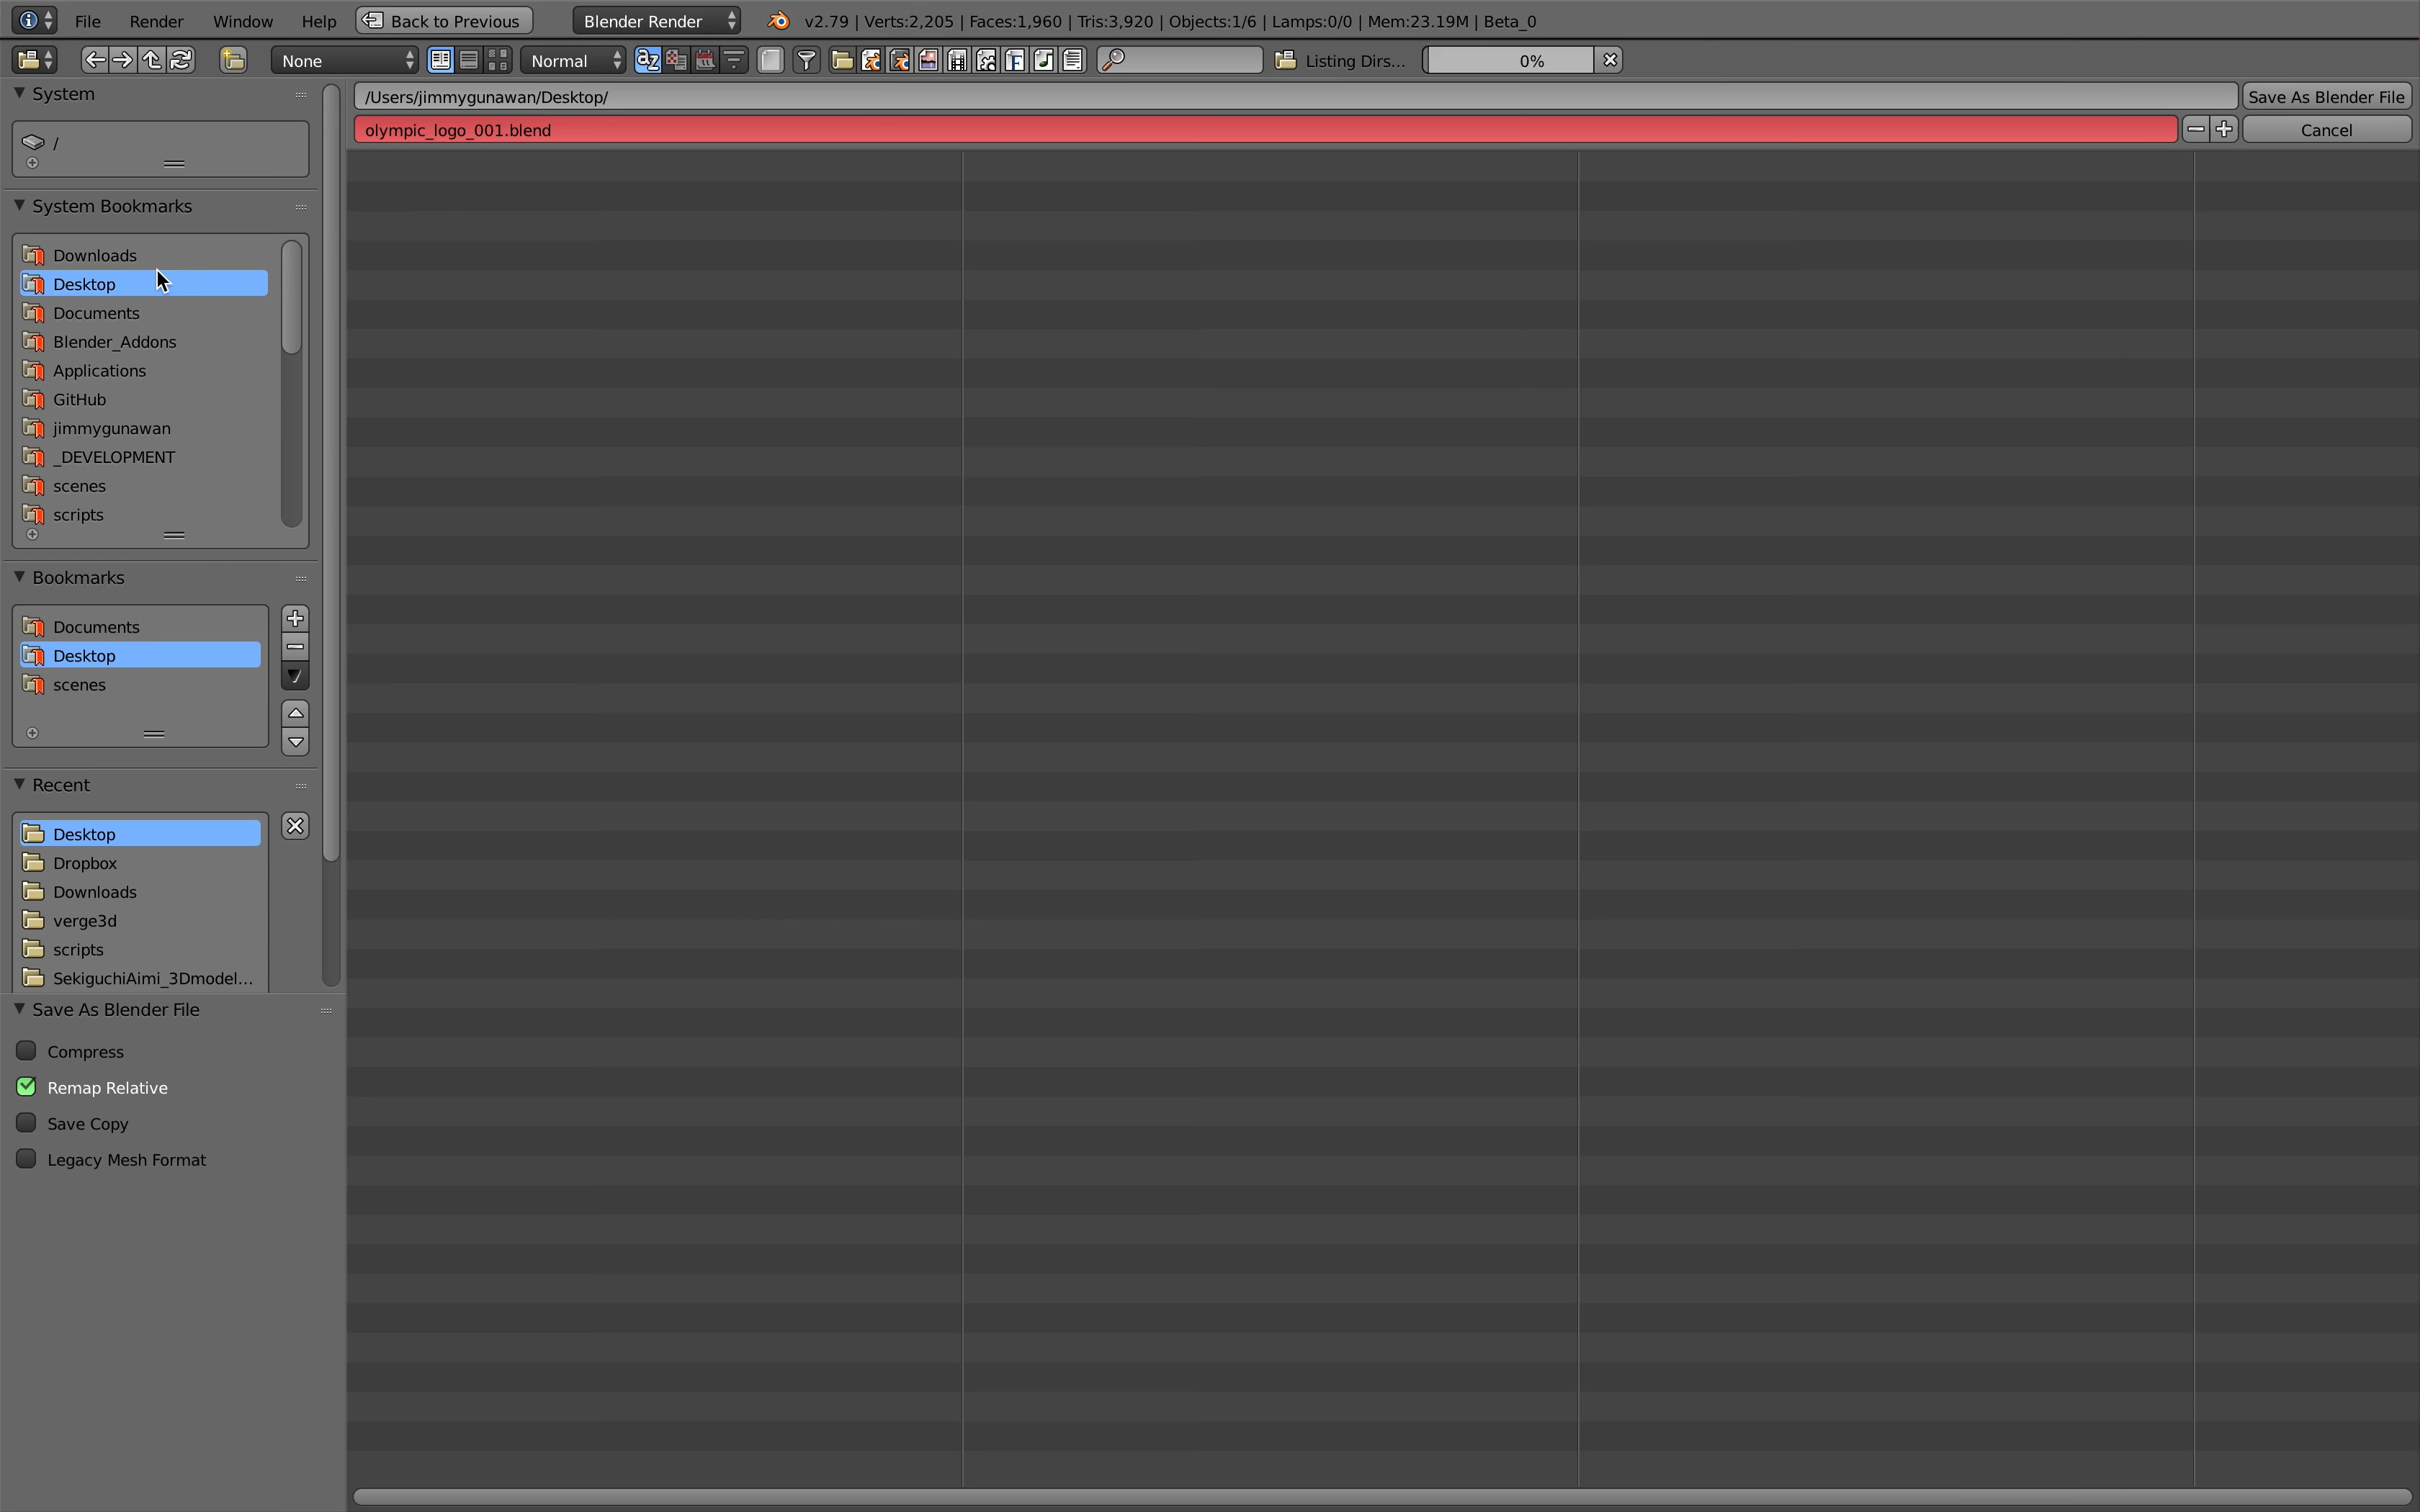 File Render Window Help Back to Previous Blender Render v2.79 | Verts:2,205 | Faces:1,960 | Tris:3,920 | Objects:1/6 | Lamps:0/0 | Mem:23.19M | Beta_0
None Normal Listing Dirs... 0%
System
/
System Bookmarks
Downloads
Desktop
Documents
Blender_Addons
Applications
GitHub
jimmygunawan
_DEVELOPMENT
scenes
scripts
Bookmarks
Documents
Desktop
scenes
Recent
Desktop
Dropbox
Downloads
verge3d
scripts
SekiguchiAimi_3Dmodel...
Save As Blender File
Compress
Remap Relative
Save Copy
Legacy Mesh Format
/Users/jimmygunawan/Desktop/ Save As Blender File
olympic_logo_001.blend Cancel